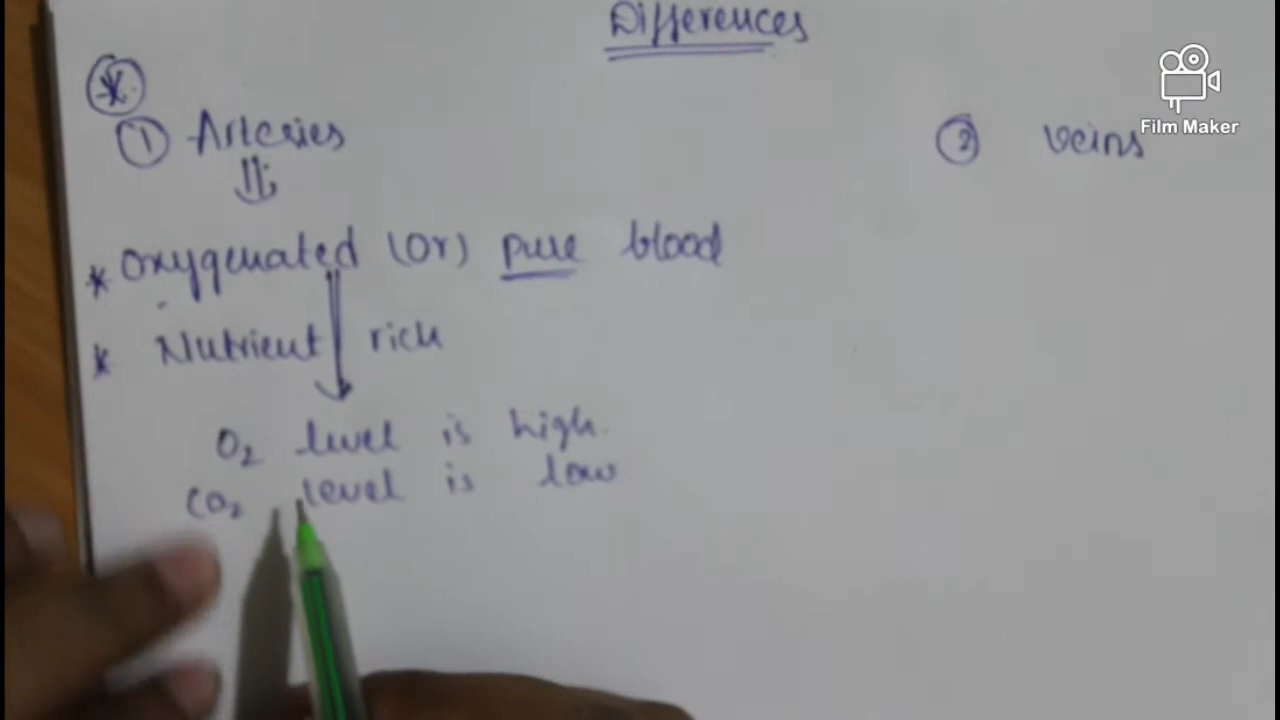 Differences
*
① Arteries
② veins
* Oxygenated (Or) pure blood
* Nutrient rich
O₂ level is high.
CO₂ level is low
Film Maker